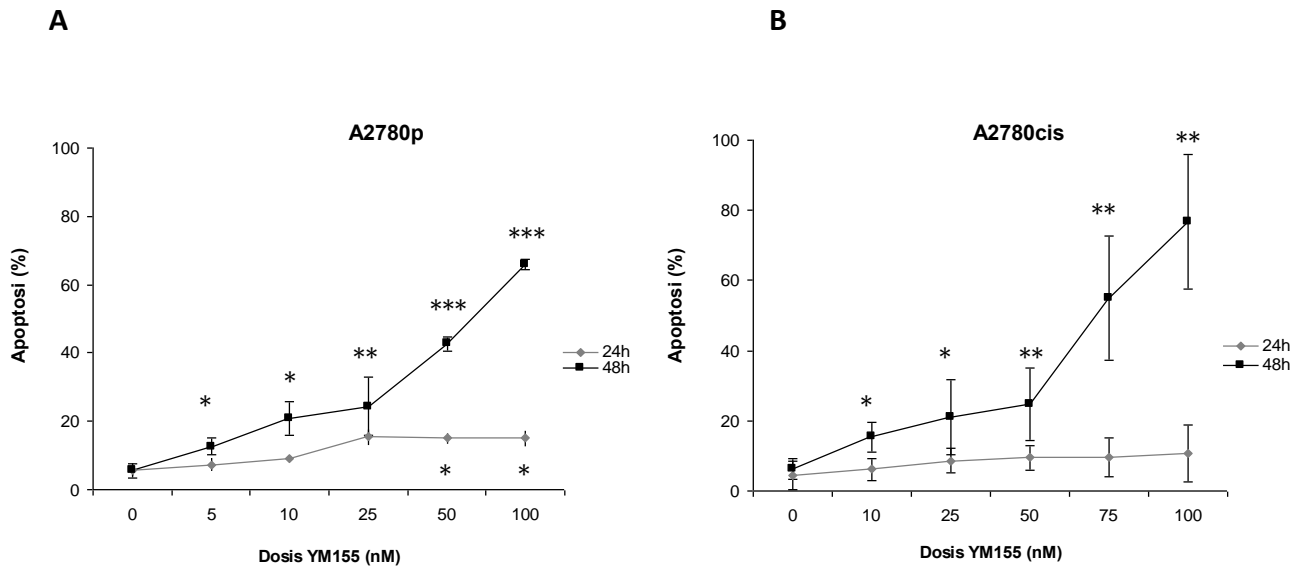 A
B
A2780p
A2780cis
Apoptosi (%)
100
80
60
40
20
0
*
*
**
***
***
*
*
0 5 10 25 50 100
Dosis YM155 (nM)
24h
48h
Apoptosi (%)
100
80
60
40
20
0
*
*
**
**
**
0 10 25 50 75 100
Dosis YM155 (nM)
24h
48h